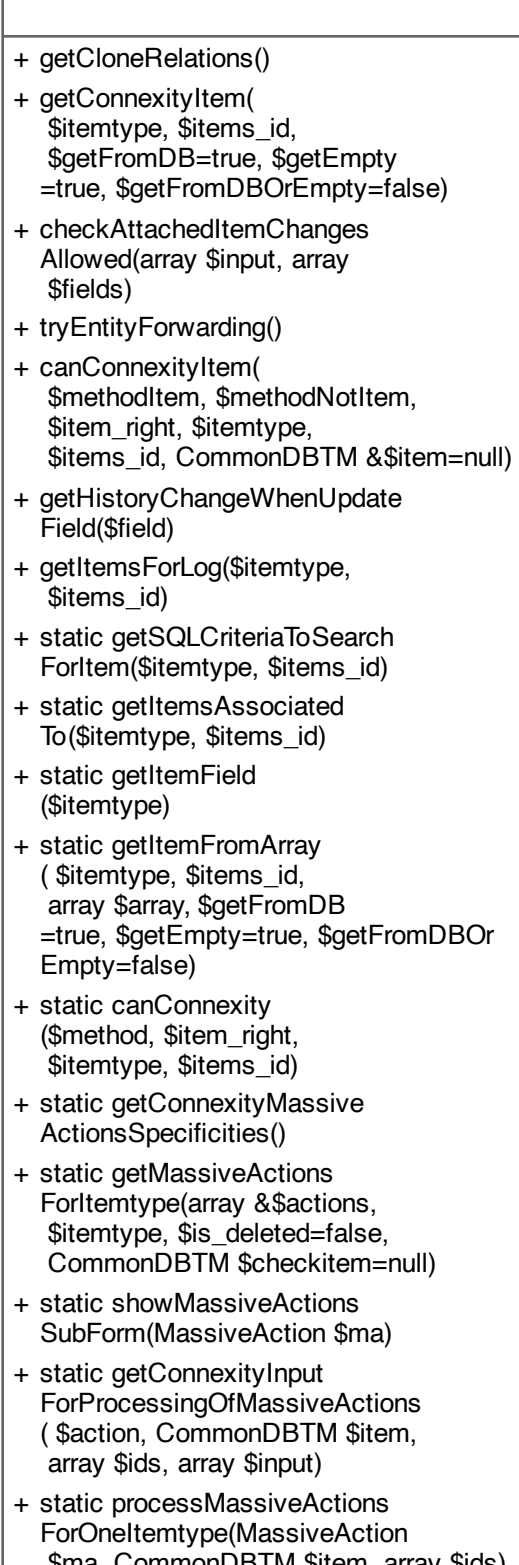 + getCloneRelations()
+ getConnexityItem(
$itemtype, $items_id,
$getFromDB=true, $getEmpty
=true, $getFromDBOrEmpty=false)
+ checkAttachedItemChanges
Allowed(array $input, array
$fields)
+ tryEntityForwarding()
+ canConnexityItem(
$methodItem, $methodNotItem,
$item_right, $itemtype,
$items_id, CommonDBTM &$item=null)
+ getHistoryChangeWhenUpdate
Field($field)
+ getItemsForLog($itemtype,
$items_id)
+ static getSQLCriteriaToSearch
ForItem($itemtype, $items_id)
+ static getItemsAssociated
To($itemtype, $items_id)
+ static getItemField
($itemtype)
+ static getItemFromArray
( $itemtype, $items_id,
array $array, $getFromDB
=true, $getEmpty=true, $getFromDBOr
Empty=false)
+ static canConnexity
($method, $item_right,
$itemtype, $items_id)
+ static getConnexityMassive
ActionsSpecificities()
+ static getMassiveActions
ForItemtype(array &$actions,
$itemtype, $is_deleted=false,
CommonDBTM $checkitem=null)
+ static showMassiveActions
SubForm(MassiveAction $ma)
+ static getConnexityInput
ForProcessingOfMassiveActions
( $action, CommonDBTM $item,
array $ids, array $input)
+ static processMassiveActions
ForOneItemtype(MassiveAction
$ma, CommonDBTM $item, array $ids)